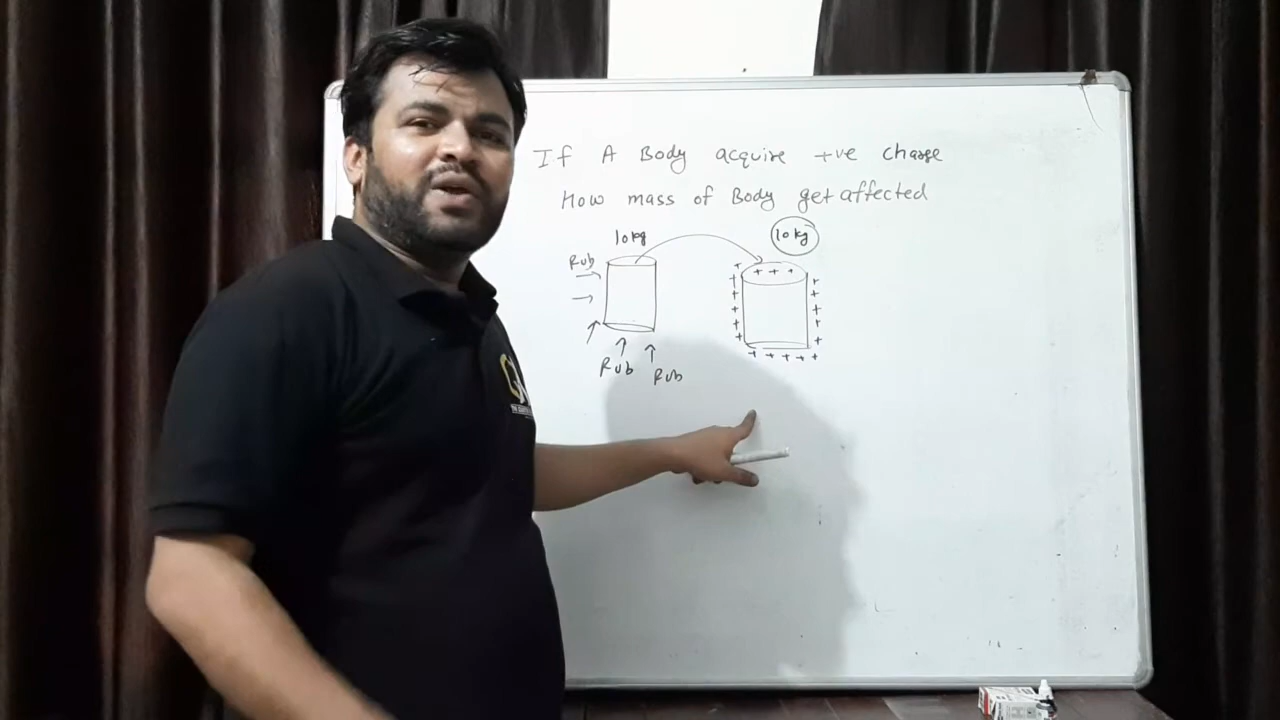 If A Body acquire +ve charge
How mass of Body get affected
10kg
10kg
Rub
+ + +
Rub
Rub